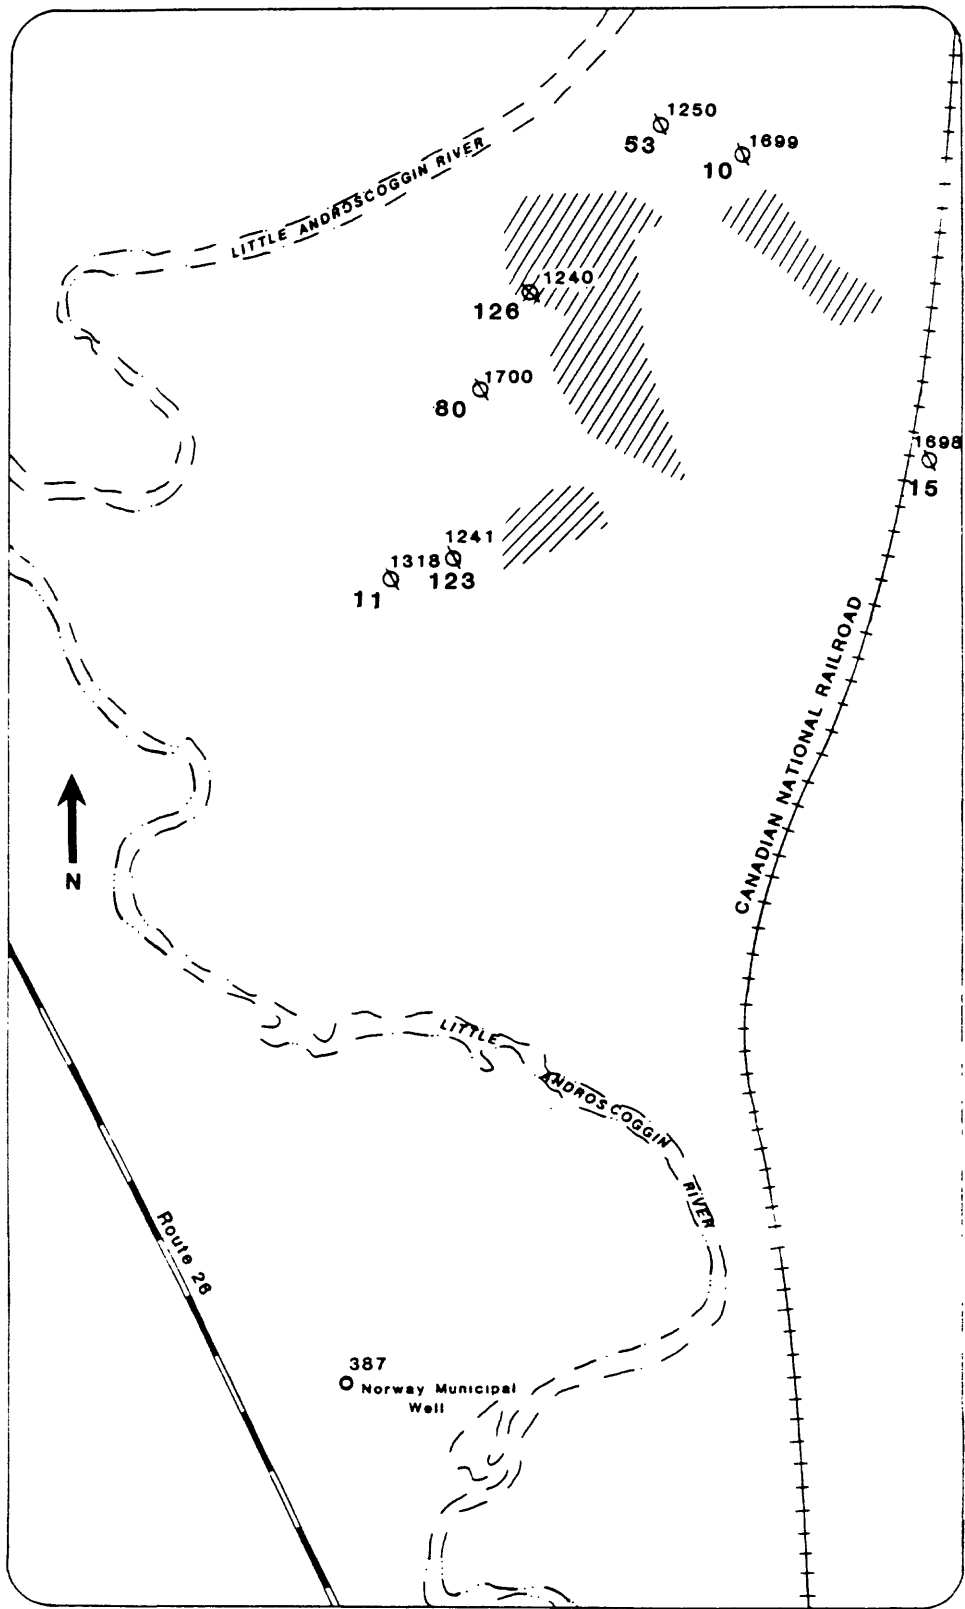 1250
53
1699
10
LITTLE ANDROSCOGGIN RIVER
1240
126
1700
80
1698
15
1241
1318
123
11
CANADIAN NATIONAL RAILROAD
N
LITTLE
ANDROSCOGGIN
RIVER
Route 26
387
Norway Municipal
Well